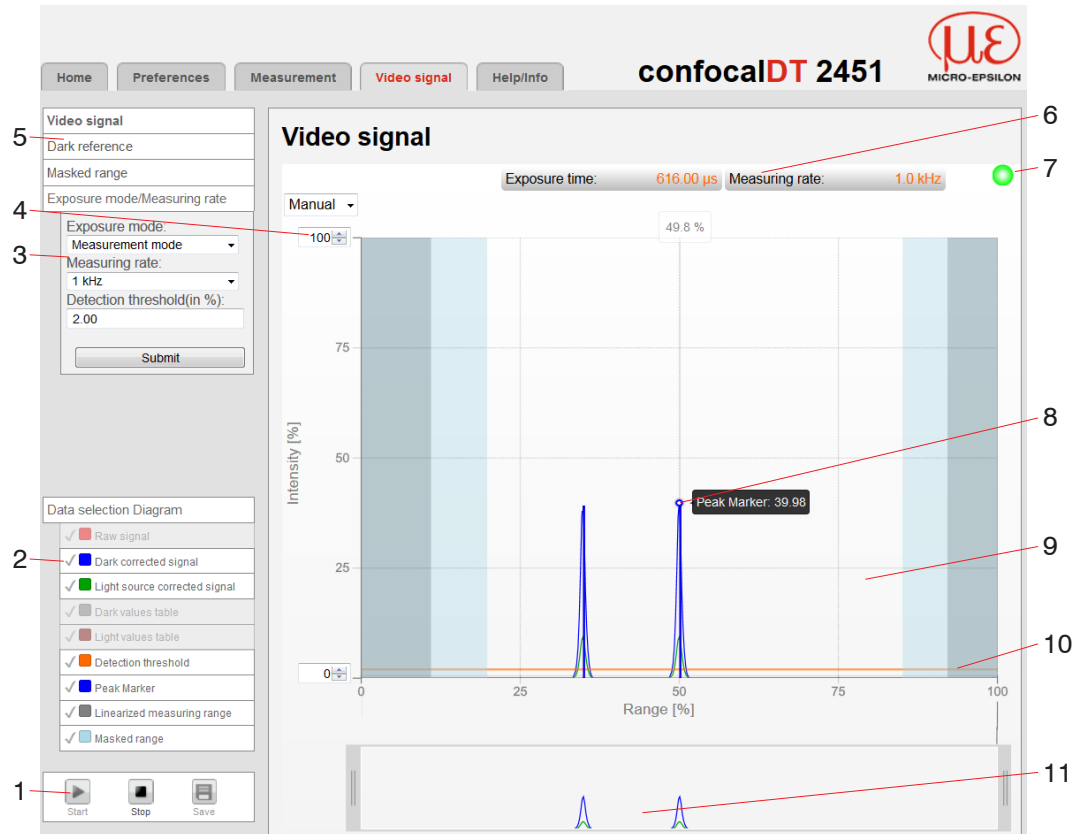 Home
Preferences
Measurement
Video signal
Help/Info
confocalDT 2451
με
MICRO-EPSILON
Video signal
Dark reference
Masked range
Exposure mode/Measuring rate
Exposure mode:
Measurement mode
Measuring rate:
1 kHz
Detection threshold(in %):
2.00
Submit
Data selection Diagram
Raw signal
Dark corrected signal
Light source corrected signal
Dark values table
Light values table
Detection threshold
Peak Marker
Linearized measuring range
Masked range
Start
Stop
Save
Video signal
Exposure time: 616.00 µs
Measuring rate: 1.0 kHz
Manual
100
49.8 %
75
50
25
0
Intensity [%]
Peak Marker: 39.98
0 25 50 75 100
Range [%]
1
2
3
4
5
6
7
8
9
10
11